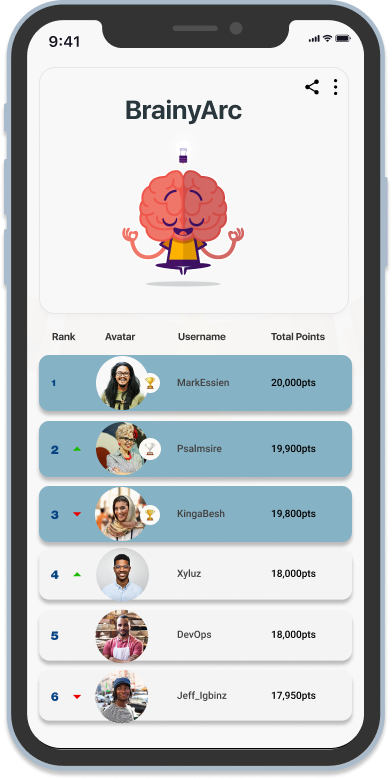 9:41
BrainyArc
Rank Avatar Username Total Points
1 MarkEssien 20,000pts
2 Psalmsire 19,900pts
3 KingaBesh 19,800pts
4 Xyluz 18,000pts
5 DevOps 18,000pts
6 Jeff_Igbinz 17,950pts